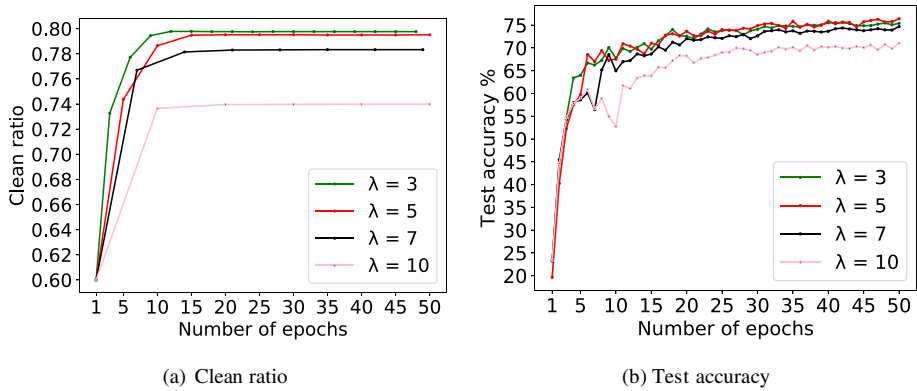 0.80
0.78
0.76
0.74
0.72
0.70
0.68
0.66
0.64
0.62
0.60
Clean ratio
λ = 3
λ = 5
λ = 7
λ = 10
1 5 10 15 20 25 30 35 40 45 50
Number of epochs
(a) Clean ratio
75
70
65
60
55
50
45
40
35
30
25
20
Test accuracy %
λ = 3
λ = 5
λ = 7
λ = 10
1 5 10 15 20 25 30 35 40 45 50
Number of epochs
(b) Test accuracy